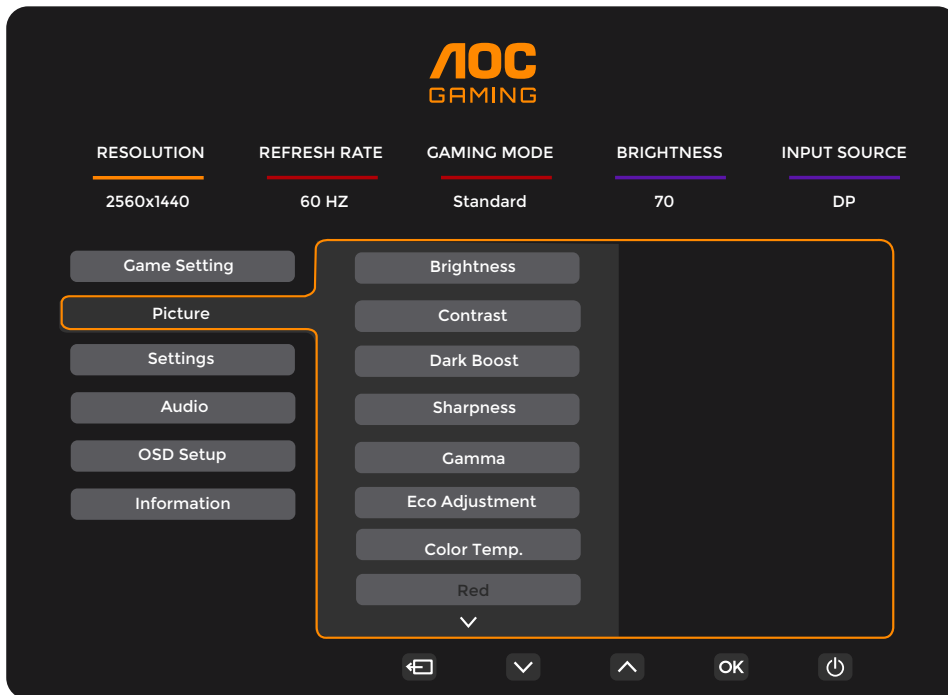 AOC
GAMING
RESOLUTION REFRESH RATE GAMING MODE BRIGHTNESS INPUT SOURCE
2560x1440 60 HZ Standard 70 DP
Game Setting
Picture
Settings
Audio
OSD Setup
Information
Brightness
Contrast
Dark Boost
Sharpness
Gamma
Eco Adjustment
Color Temp.
Red
OK